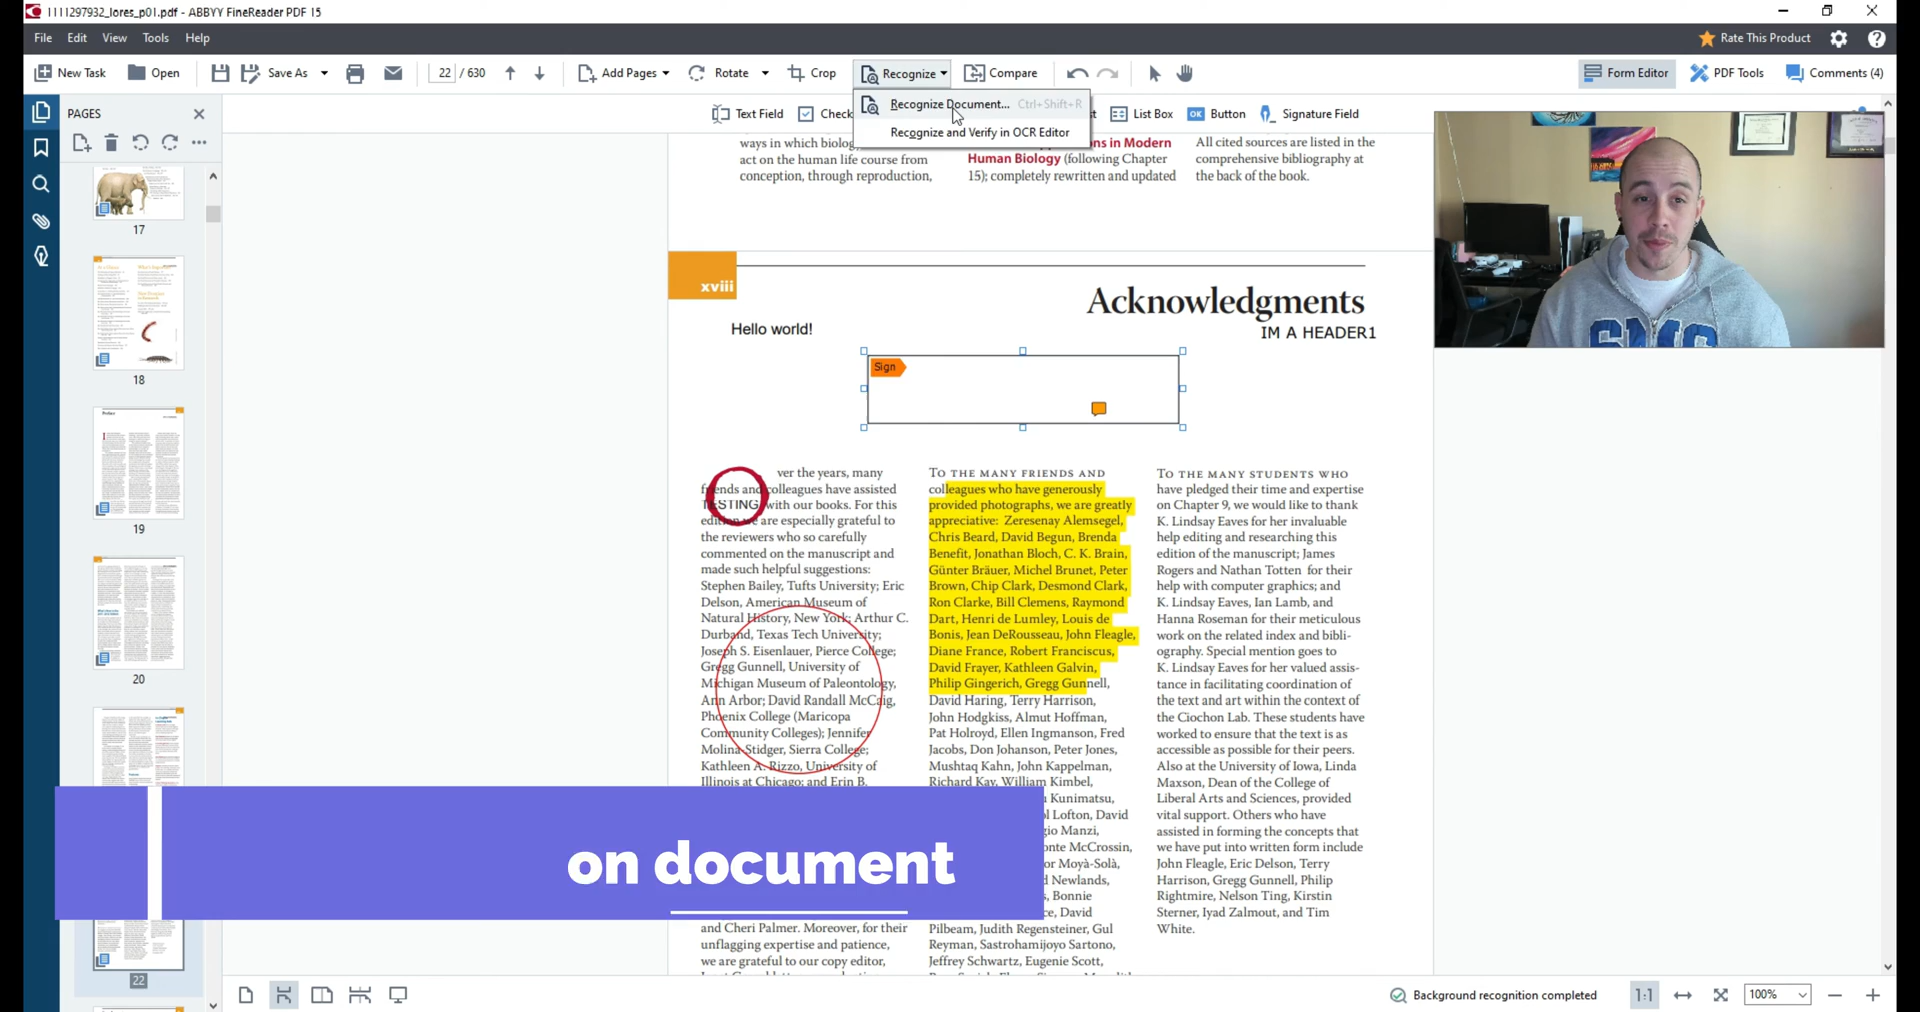 1111297932_lores_p01.pdf - ABBYY FineReader PDF 15
File Edit View Tools Help
Rate This Product
New Task Open Save As 22 / 630 Add Pages Rotate Crop Recognize Compare Form Editor PDF Tools Comments (4)
PAGES
Recognize Document... Ctrl+Shift+R
Recognize and Verify in OCR Editor
Text Field Check List Box OK Button Signature Field
17
18
19
20
22
ways in which
act on the human life course from
conception, through reproduction,
in Modern
Human Biology (following Chapter
15); completely rewritten and updated
All cited sources are listed in the
comprehensive bibliography at
the back of the book.
xviii
Acknowledgments
Hello world!
IM A HEADER1
Sign
ver the years, many
friends and colleagues have assisted
TESTING with our books. For this
edition we are especially grateful to
the reviewers who so carefully
commented on the manuscript and
made such helpful suggestions:
Stephen Bailey, Tufts University; Eric
Delson, American Museum of
Natural History, New York; Arthur C.
Durband, Texas Tech University;
Joseph S. Eisenlauer, Pierce College;
Gregg Gunnell, University of
Michigan Museum of Paleontology,
Ann Arbor; David Randall McCaig,
Phoenix College (Maricopa
Community Colleges); Jennifer
Molina-Stidger, Sierra College;
Kathleen A. Rizzo, University of
Illinois at Chicago; and Erin B.
and Cheri Palmer. Moreover, for their
unflagging expertise and patience,
we are grateful to our copy editor,
TO THE MANY FRIENDS AND
colleagues who have generously
provided photographs, we are greatly
appreciative: Zeresenay Alemsegel,
Chris Beard, David Begun, Brenda
Benefit, Jonathan Bloch, C. K. Brain,
Günter Bräuer, Michel Brunet, Peter
Brown, Chip Clark, Desmond Clark,
Ron Clarke, Bill Clemens, Raymond
Dart, Henri de Lumley, Louis de
Bonis, Jean DeRousseau, John Fleagle,
Diane France, Robert Franciscus,
David Frayer, Kathleen Galvin,
Philip Gingerich, Gregg Gunnell,
David Haring, Terry Harrison,
John Hodgkiss, Almut Hoffman,
Pat Holroyd, Ellen Ingmanson, Fred
Jacobs, Don Johanson, Peter Jones,
Mushtaq Kahn, John Kappelman,
Richard Kay, William Kimbel,
Kunimatsu,
Lofton, David
Manzi,
McCrossin,
Moyà-Solà,
Newlands,
Bonnie
David
Pilbeam, Judith Regensteiner, Gul
Reyman, Sastrohamijoyo Sartono,
Jeffrey Schwartz, Eugenie Scott,
TO THE MANY STUDENTS WHO
have pledged their time and expertise
on Chapter 9, we would like to thank
K. Lindsay Eaves for her invaluable
help editing and researching this
edition of the manuscript; James
Rogers and Nathan Totten for their
help with computer graphics; and
K. Lindsay Eaves, Ian Lamb, and
Hanna Roseman for their meticulous
work on the related index and bibli-
ography. Special mention goes to
K. Lindsay Eaves for her valued assis-
tance in facilitating coordination of
the text and art within the context of
the Ciochon Lab. These students have
worked to ensure that the text is as
accessible as possible for their peers.
Also at the University of Iowa, Linda
Maxson, Dean of the College of
Liberal Arts and Sciences, provided
vital support. Others who have
assisted in forming the concepts that
we have put into written form include
John Fleagle, Eric Delson, Terry
Harrison, Gregg Gunnell, Philip
Rightmire, Nelson Ting, Kirstin
Sterner, Iyad Zalmout, and Tim
White.
on document
Background recognition completed 1:1 100%